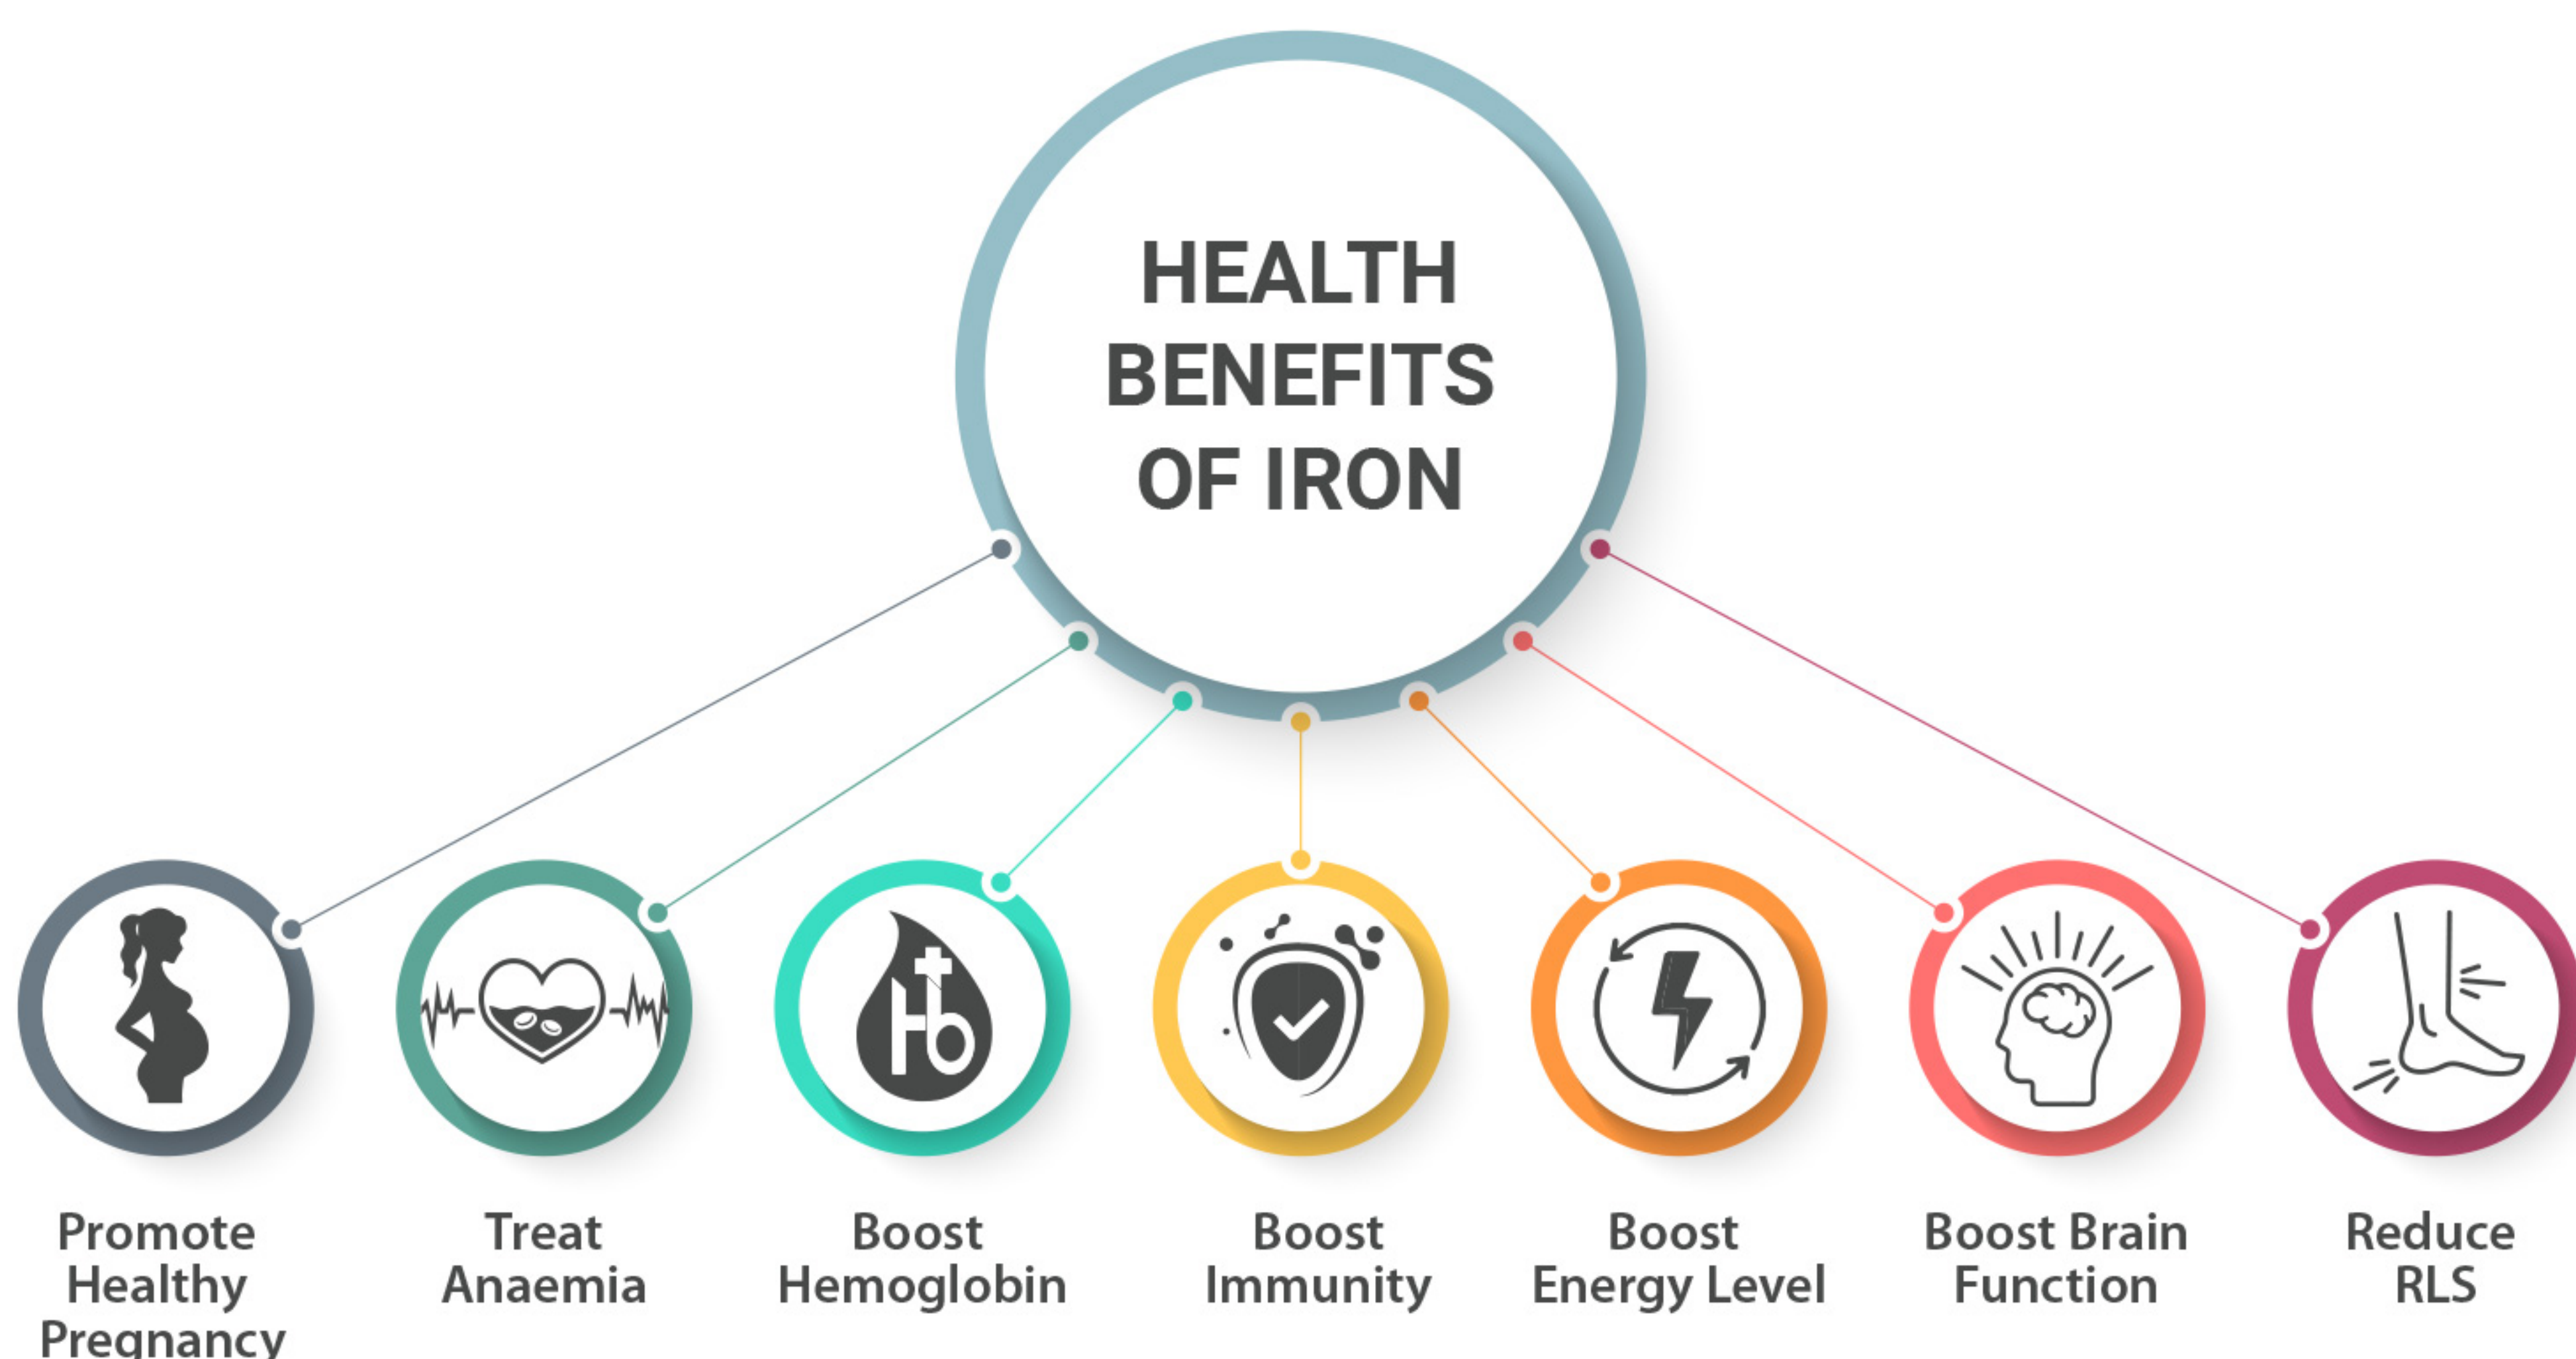 HEALTH
BENEFITS
OF IRON
Hb
Promote
Healthy
Pregnancy
Treat
Anaemia
Boost
Hemoglobin
Boost
Immunity
Boost
Energy Level
Boost Brain
Function
Reduce
RLS